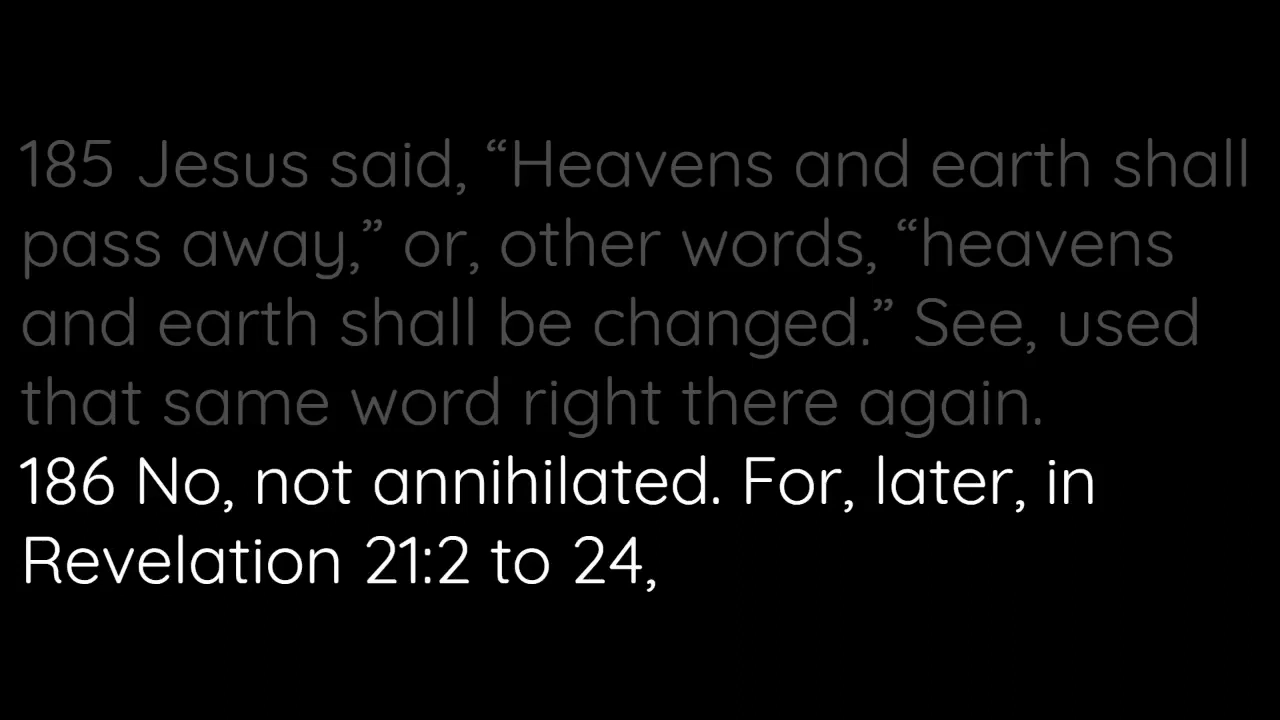 185 Jesus said, “Heavens and earth shall
pass away,” or, other words, “heavens
and earth shall be changed.” See, used
that same word right there again.
186 No, not annihilated. For, later, in
Revelation 21:2 to 24,